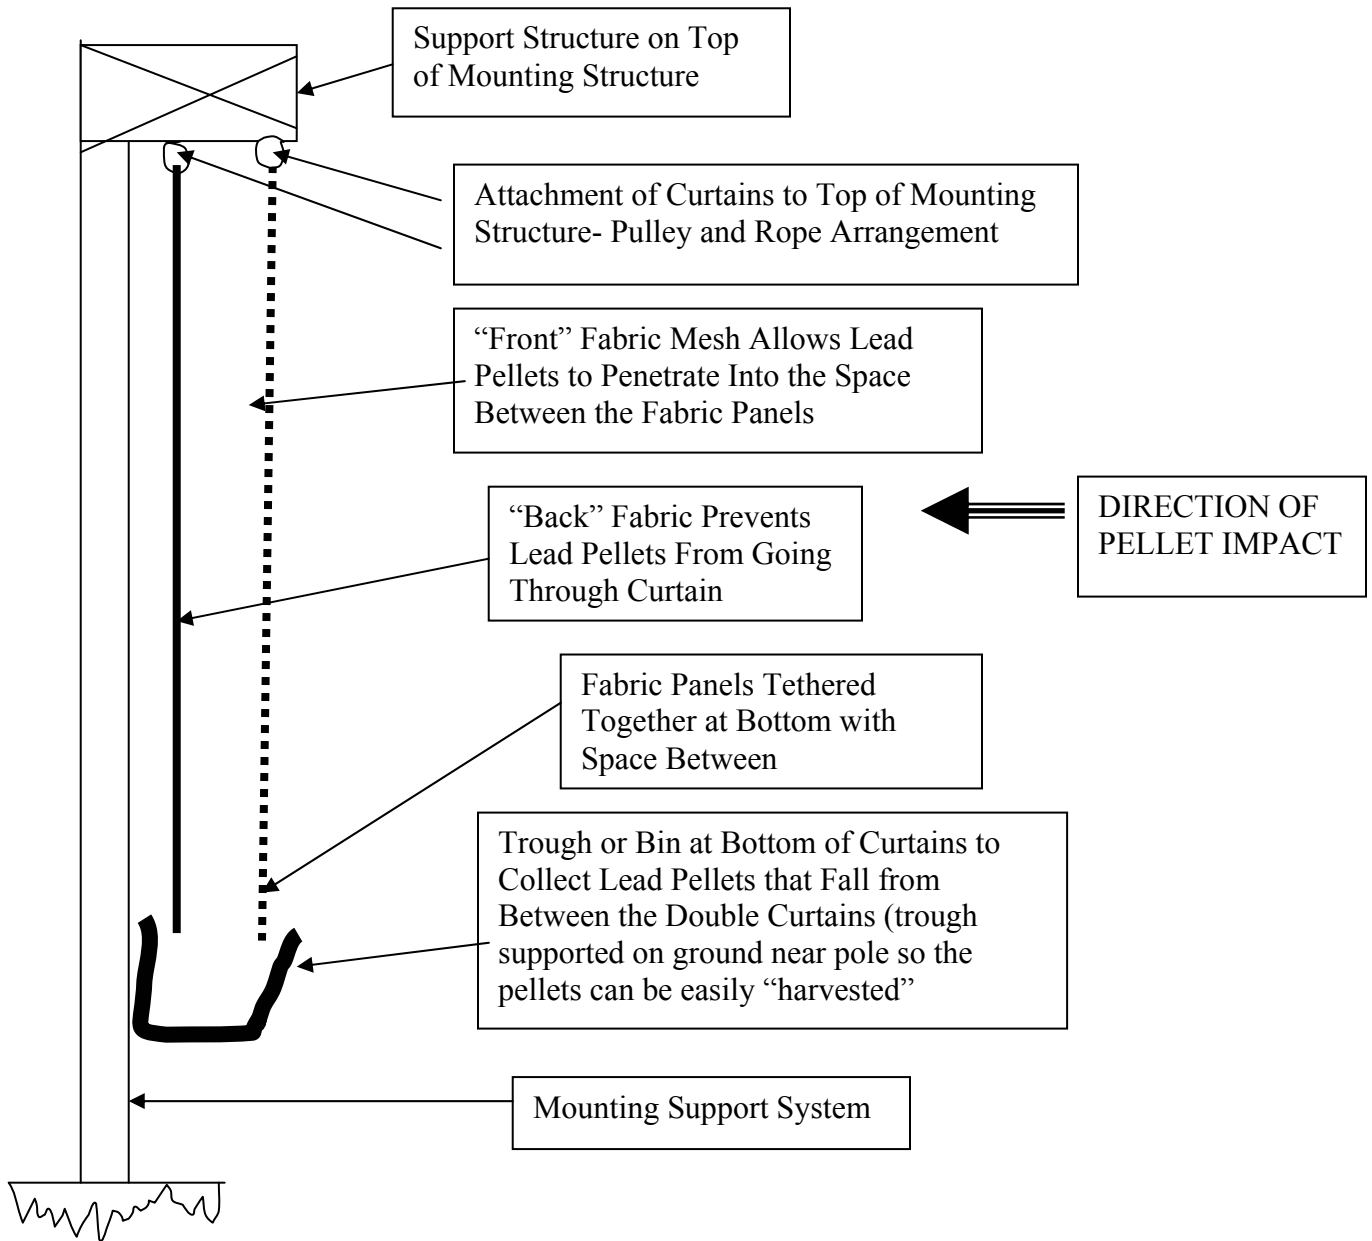 Support Structure on Top
of Mounting Structure
Attachment of Curtains to Top of Mounting
Structure- Pulley and Rope Arrangement
“Front” Fabric Mesh Allows Lead
Pellets to Penetrate Into the Space
Between the Fabric Panels
“Back” Fabric Prevents
Lead Pellets From Going
Through Curtain
DIRECTION OF
PELLET IMPACT
Fabric Panels Tethered
Together at Bottom with
Space Between
Trough or Bin at Bottom of Curtains to
Collect Lead Pellets that Fall from
Between the Double Curtains (trough
supported on ground near pole so the
pellets can be easily “harvested”
Mounting Support System